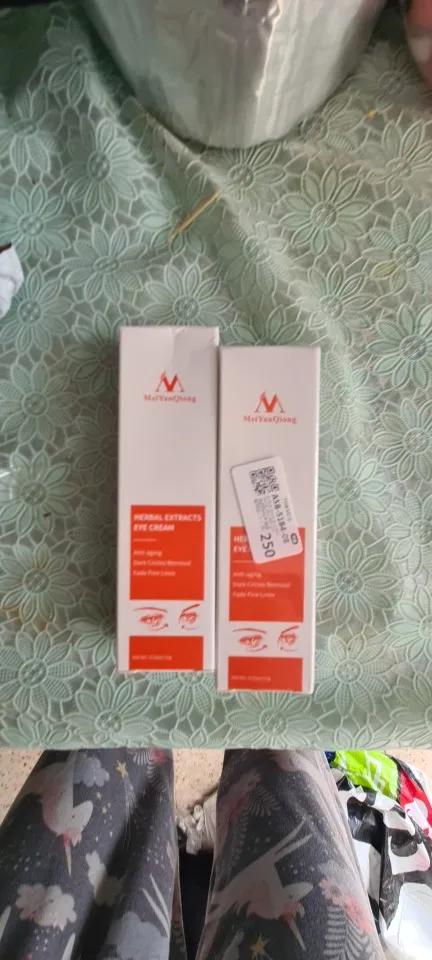 MeiYanQiong
HERBAL EXTRACTS
EYE CREAM
Anti-aging
Dark Circles Removal
Fade Fine Lines
MeiYanQiong
250
HE
EYE
Anti-aging
Dark Circles Removal
Fade Fine Lines